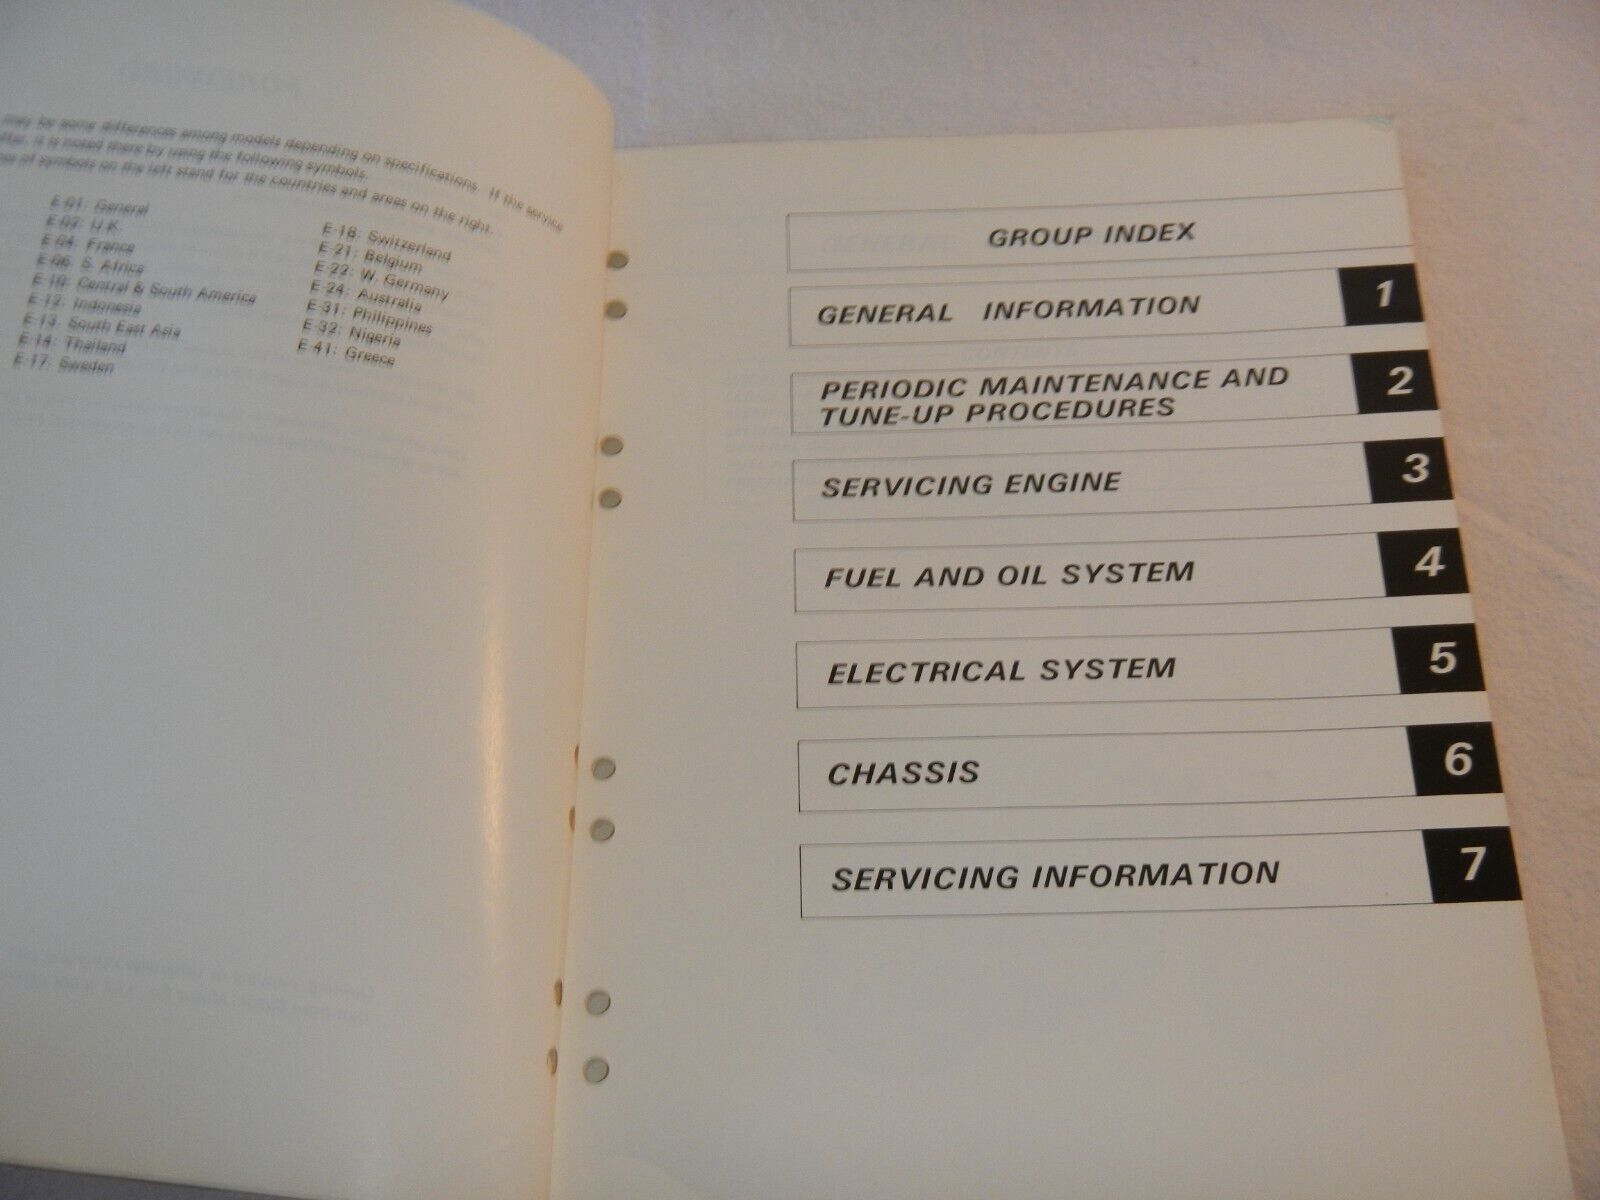 may be some differences among models depending on specifications. If the service
it is noted there by using the following symbols.
of symbols on the left stand for the countries and areas on the right.
E-01: General
E-02: U.K.
E-04: France
E-06: S. Africa
E-10: Central & South America
E-12: Indonesia
E-13: South East Asia
E-14: Thailand
E-17: Sweden
E-18: Switzerland
E-21: Belgium
E-22: W. Germany
E-24: Australia
E-31: Philippines
E-32: Nigeria
E-41: Greece
GROUP INDEX
GENERAL INFORMATION 1
PERIODIC MAINTENANCE AND
TUNE-UP PROCEDURES 2
SERVICING ENGINE 3
FUEL AND OIL SYSTEM 4
ELECTRICAL SYSTEM 5
CHASSIS 6
SERVICING INFORMATION 7